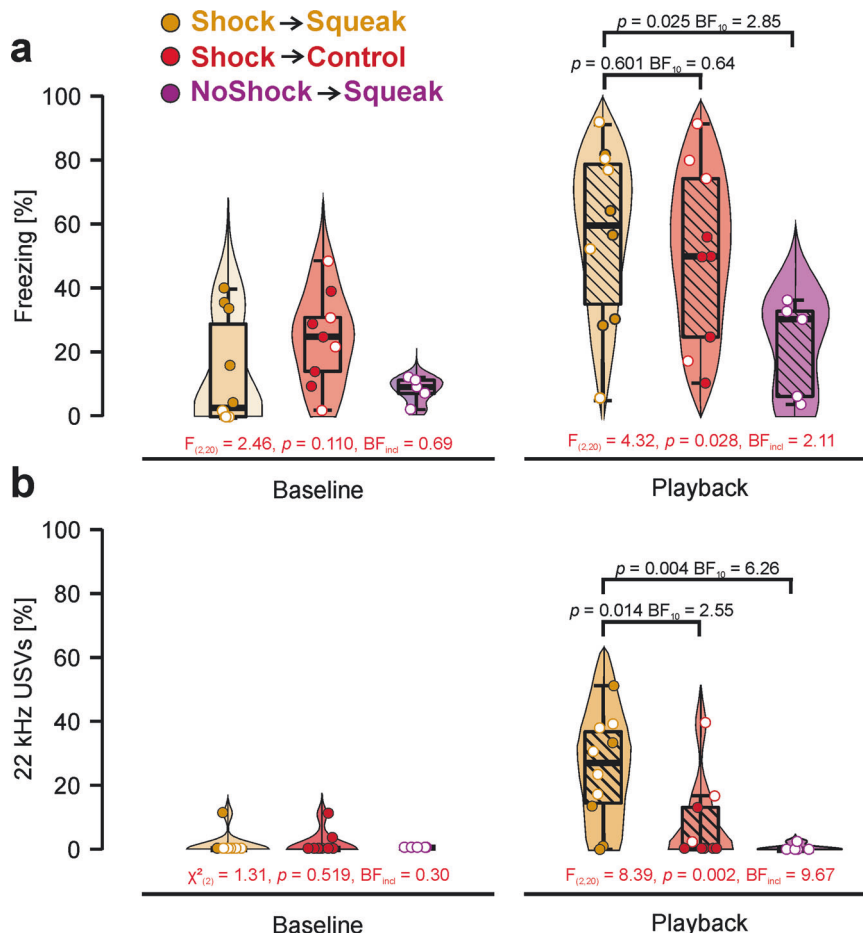 Shock → Squeak
a
Shock → Control
NoShock → Squeak
p = 0.025 BF10 = 2.85
p = 0.601 BF10 = 0.64
Freezing [%]
100
80
60
40
20
0
F(2,20) = 2.46, p = 0.110, BFincl = 0.69
F(2,20) = 4.32, p = 0.028, BFincl = 2.11
Baseline
Playback
b
22 kHz USVs [%]
100
80
60
40
20
0
p = 0.004 BF10 = 6.26
p = 0.014 BF10 = 2.55
χ²(2) = 1.31, p = 0.519, BFincl = 0.30
F(2,20) = 8.39, p = 0.002, BFincl = 9.67
Baseline
Playback